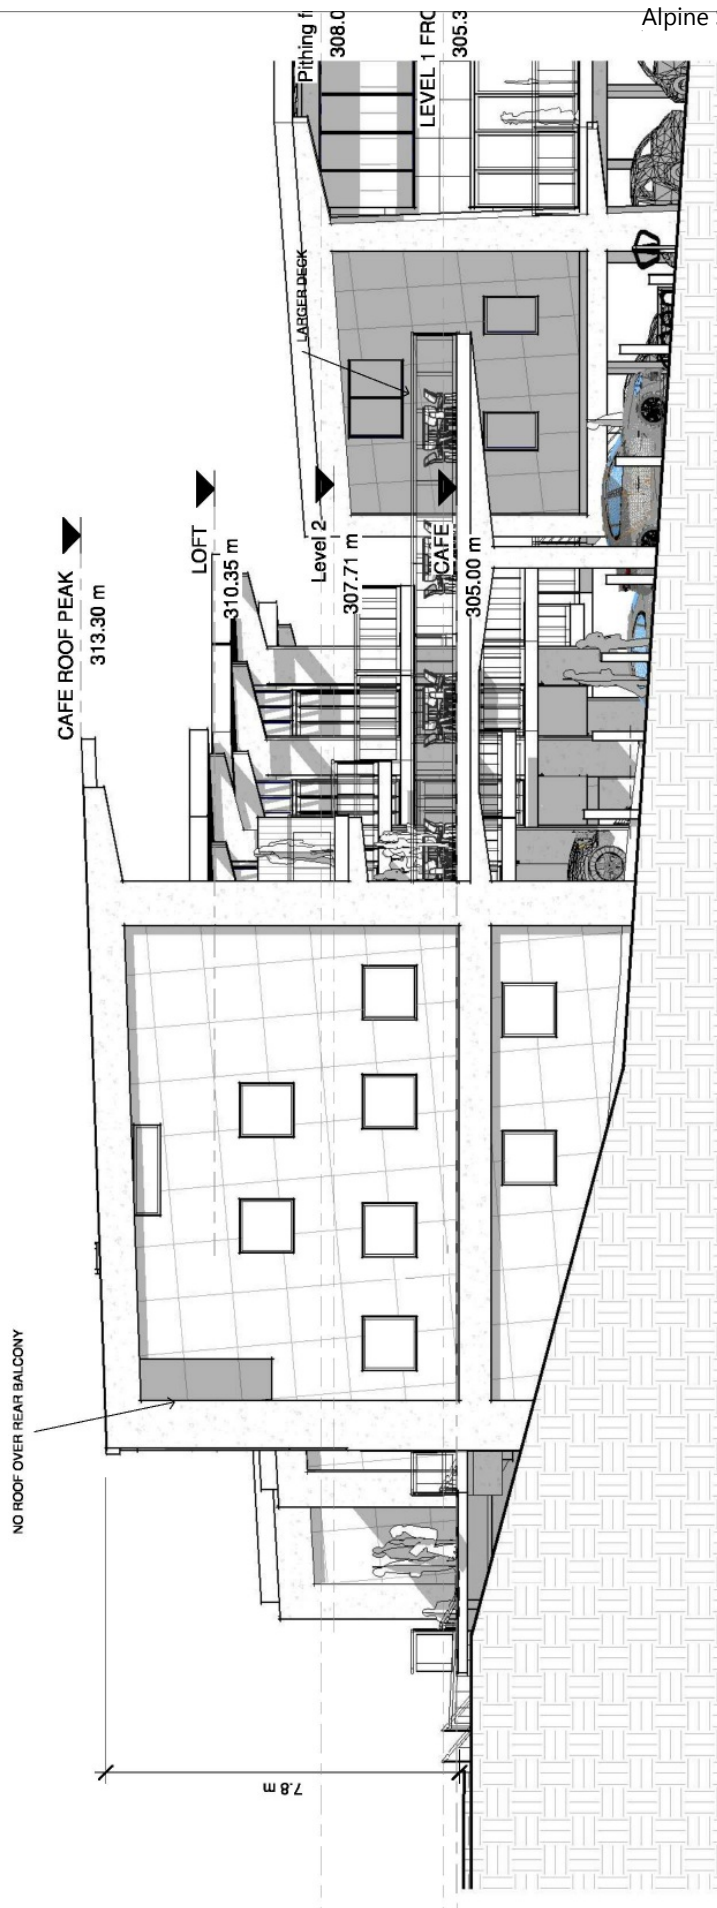 Alpine
Pithing f
308.0
LEVEL 1 FRO
305.3
LARGER DECK
CAFE ROOF PEAK
313.30 m
LOFT
310.35 m
Level 2
307.71 m
CAFE
305.00 m
NO ROOF OVER REAR BALCONY
7.8 m